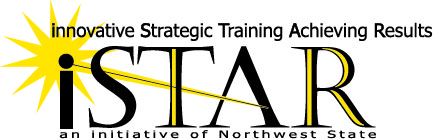 innovative Strategic Training Achieving Results
iSTAR
an initiative of Northwest State